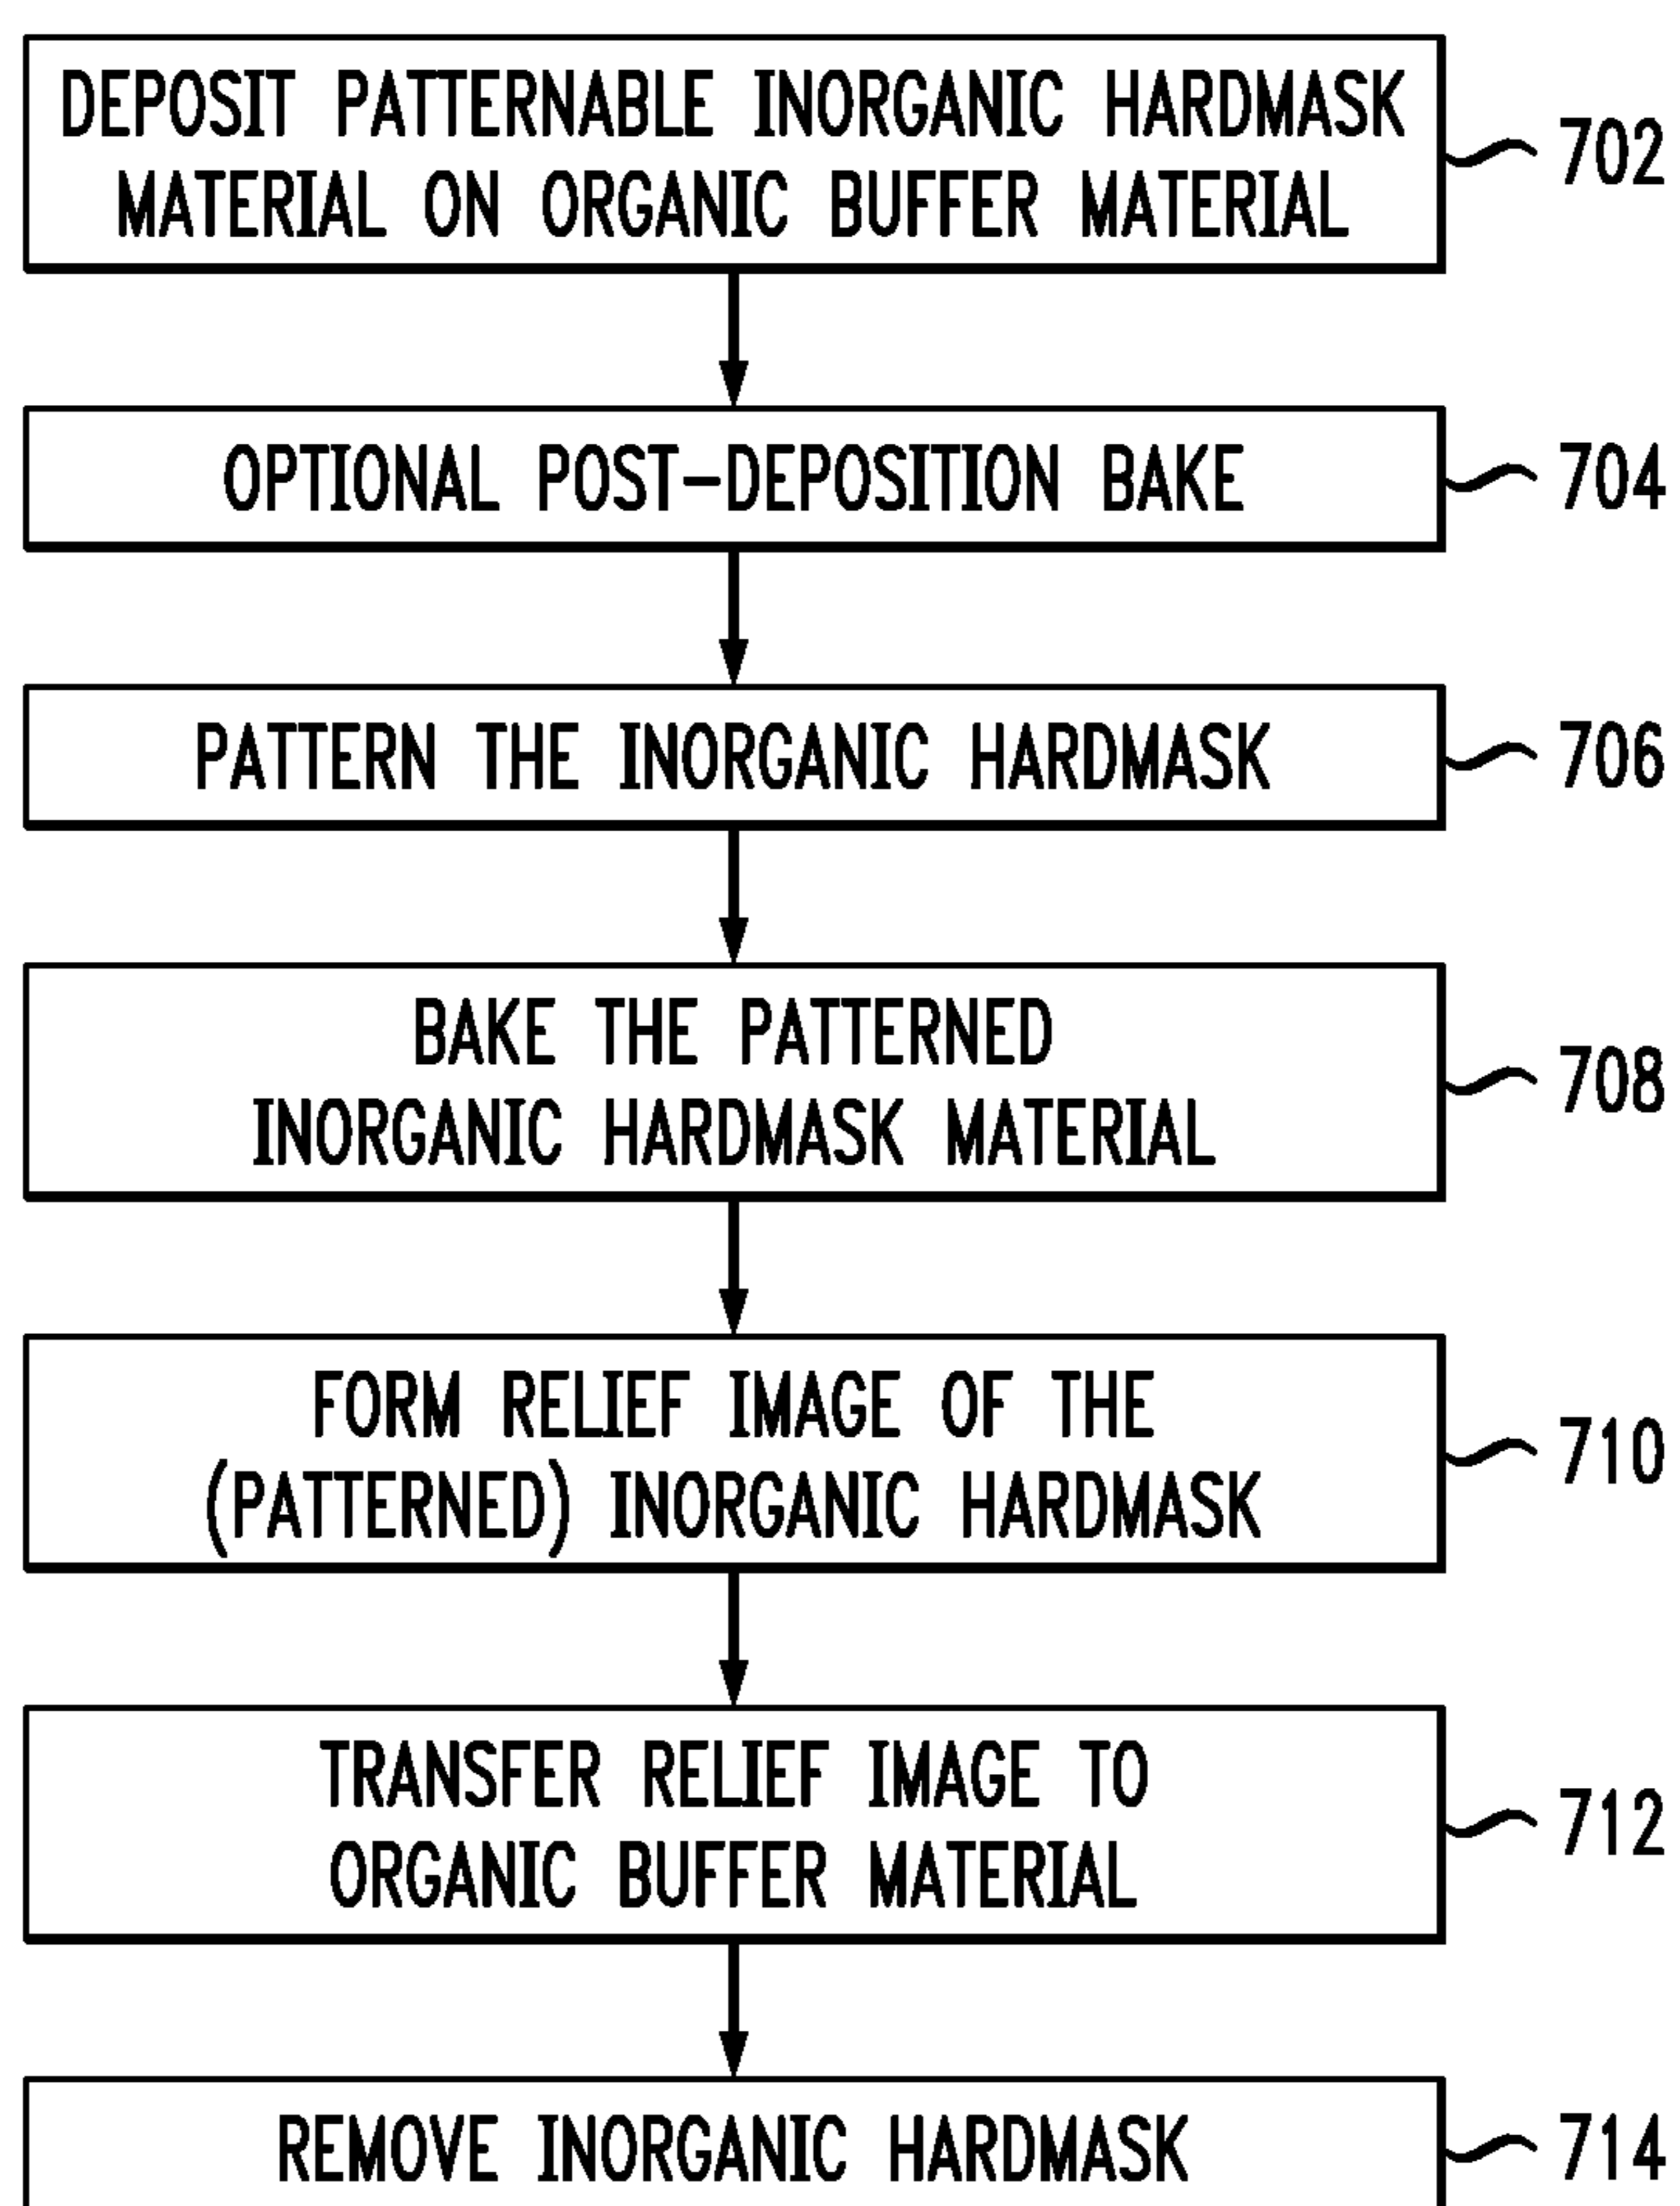 DEPOSIT PATTERNABLE INORGANIC HARDMASK
MATERIAL ON ORGANIC BUFFER MATERIAL
702
OPTIONAL POST-DEPOSITION BAKE
704
PATTERN THE INORGANIC HARDMASK
706
BAKE THE PATTERNED
INORGANIC HARDMASK MATERIAL
708
FORM RELIEF IMAGE OF THE
(PATTERNED) INORGANIC HARDMASK
710
TRANSFER RELIEF IMAGE TO
ORGANIC BUFFER MATERIAL
712
REMOVE INORGANIC HARDMASK
714